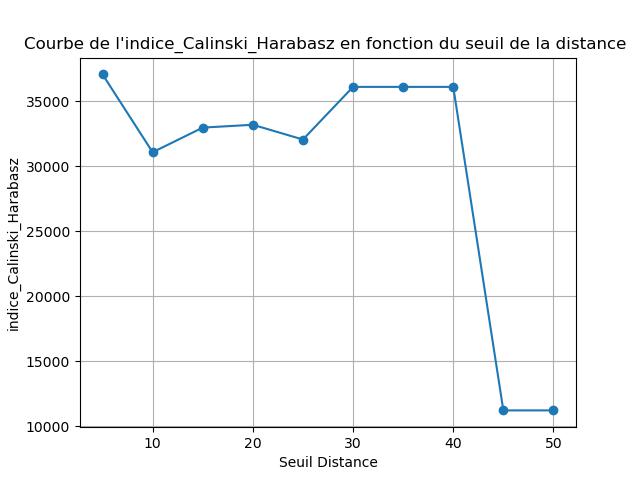 Courbe de l'indice_Calinski_Harabasz en fonction du seuil de la distance
indice_Calinski_Harabasz
35000
30000
25000
20000
15000
10000
10 20 30 40 50
Seuil Distance